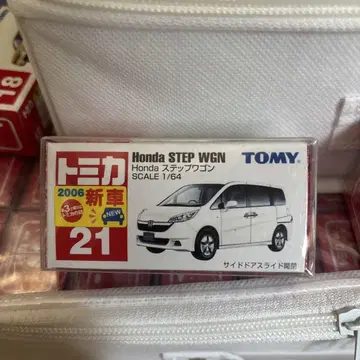 18
トミカ
2006
新車
NEW
21
Honda STEP WGN
Honda ステップワゴン
SCALE 1/64
TOMY
サイドドアスライド開閉